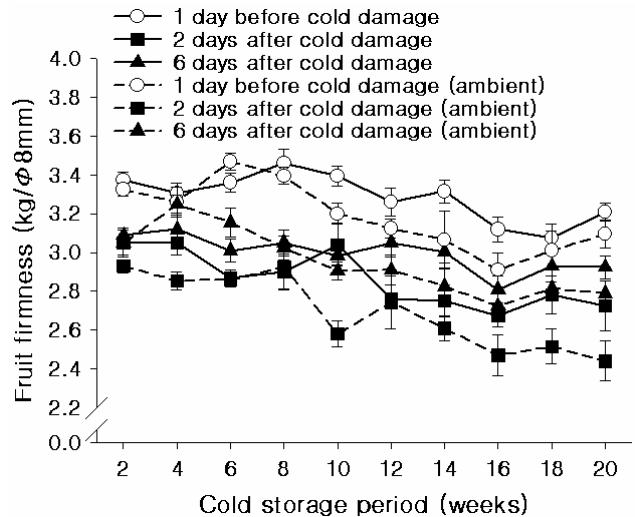 1 day before cold damage
2 days after cold damage
6 days after cold damage
1 day before cold damage (ambient)
2 days after cold damage (ambient)
6 days after cold damage (ambient)
Fruit firmness (kg/Φ8mm)
4.0
3.8
3.6
3.4
3.2
3.0
2.8
2.6
2.4
2.2
0.0
2 4 6 8 10 12 14 16 18 20
Cold storage period (weeks)